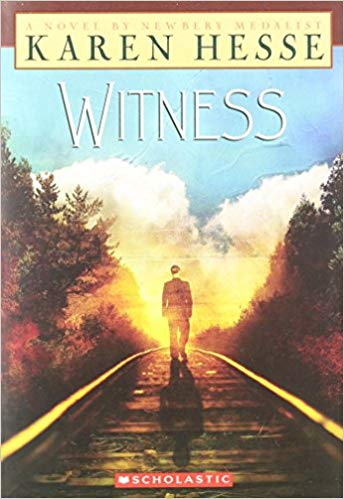 A NOVEL BY NEWBERY MEDALIST
KAREN HESSE
WITNESS
SCHOLASTIC